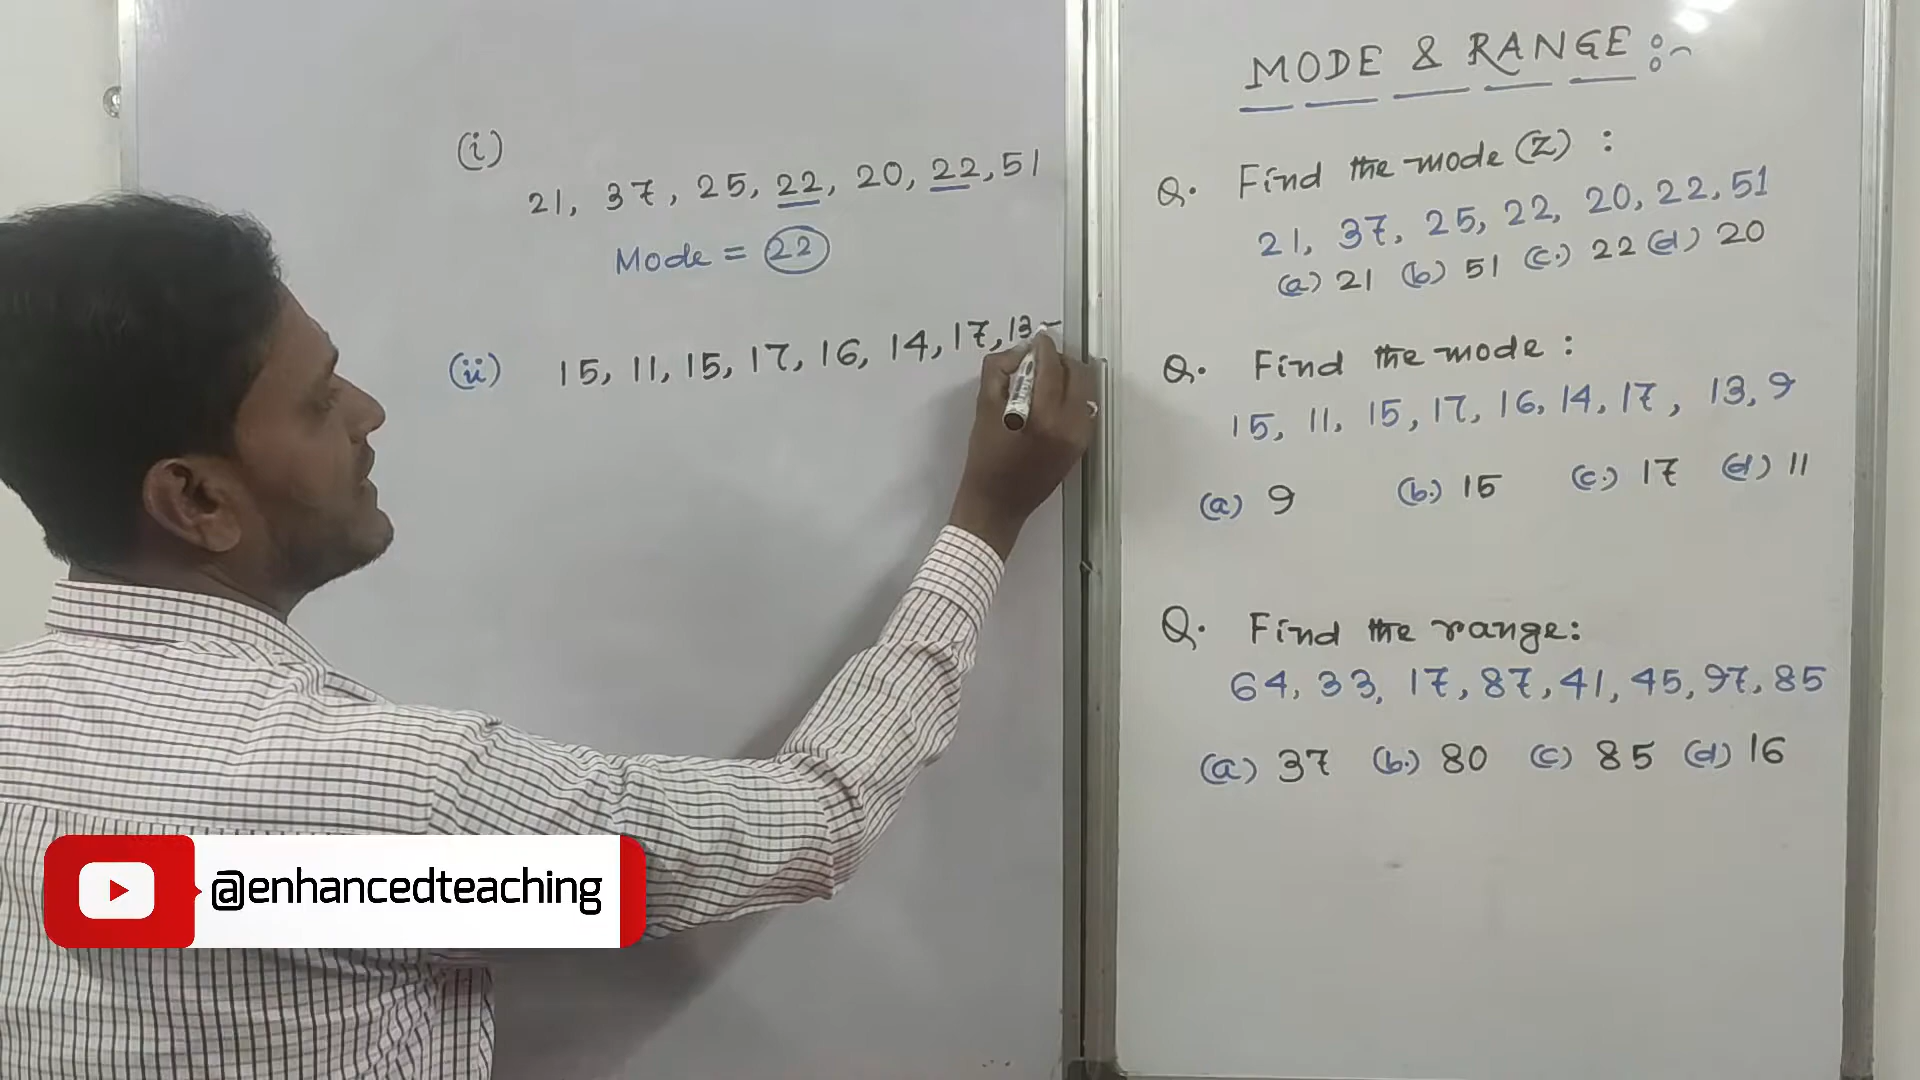 (i)
21, 37, 25, 22, 20, 22, 51
Mode = 22
(ii) 15, 11, 15, 17, 16, 14, 17, 13
MODE & RANGE :~
Q. Find the mode (Z) :
21, 37, 25, 22, 20, 22, 51
(a) 21 (b) 51 (c.) 22 (d) 20
Q. Find the mode :
15, 11, 15, 17, 16, 14, 17, 13, 9
(a) 9 (b.) 15 (c.) 17 (d) 11
Q. Find the range:
64, 33, 17, 87, 41, 45, 97, 85
(a) 37 (b.) 80 (c) 85 (d) 16
@enhancedteaching